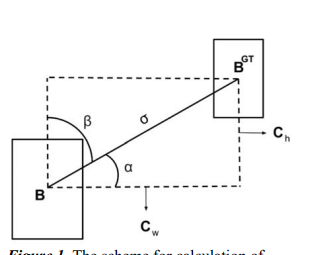 B^GT
β
σ
C_h
α
B
C_w
Figure 1. The scheme for calculation of